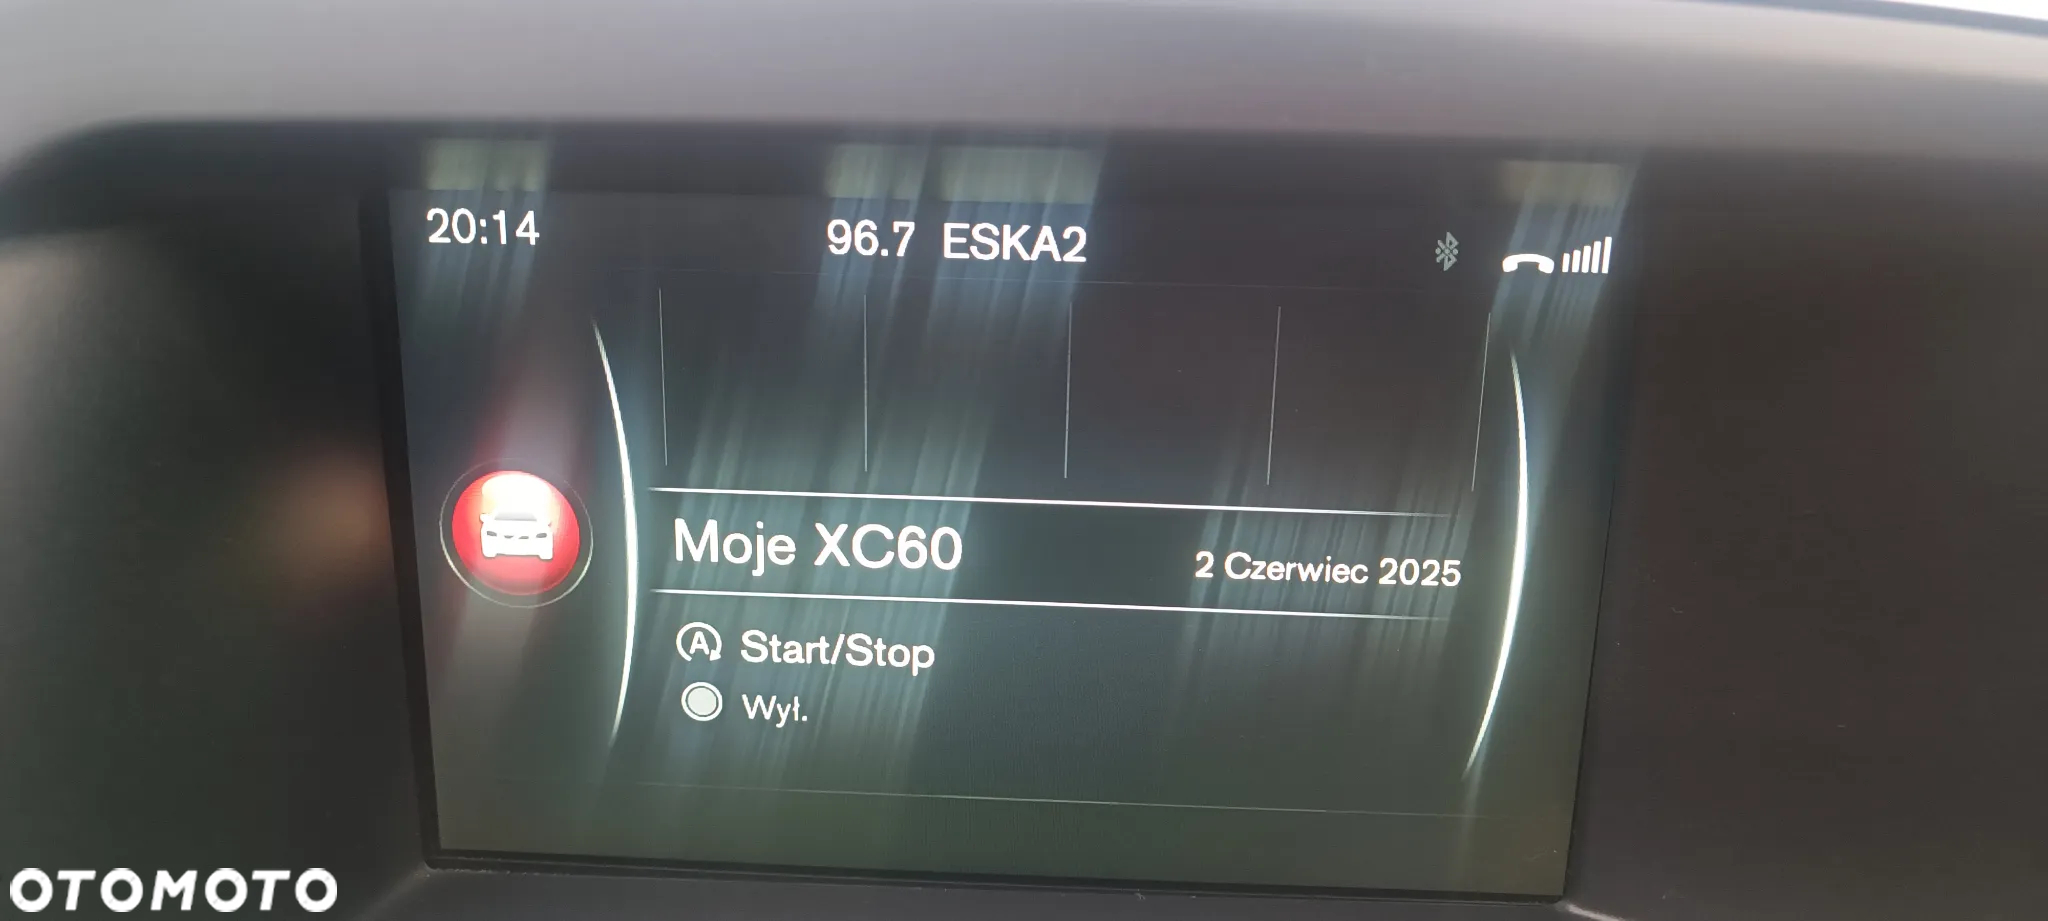 20:14 96.7 ESKA2
Moje XC60 2 Czerwiec 2025
A Start/Stop
Wył.
OTOMOTO